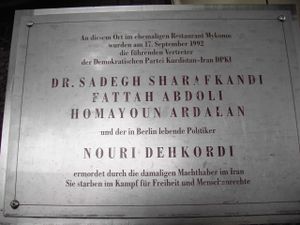 An diesem Ort im ehemaligen Restaurant Mykonos
wurden am 17. September 1992
die führenden Vertreter
der Demokratischen Partei Kurdistan-Iran DPKI
DR. SADEGH SHARAFKANDI
FATTAH ABDOLI
HOMAYOUN ARDALAN
und der in Berlin lebende Politiker
NOURI DEHKORDI
ermordet durch die damaligen Machthaber im Iran
Sie starben im Kampf für Freiheit und Menschenrechte